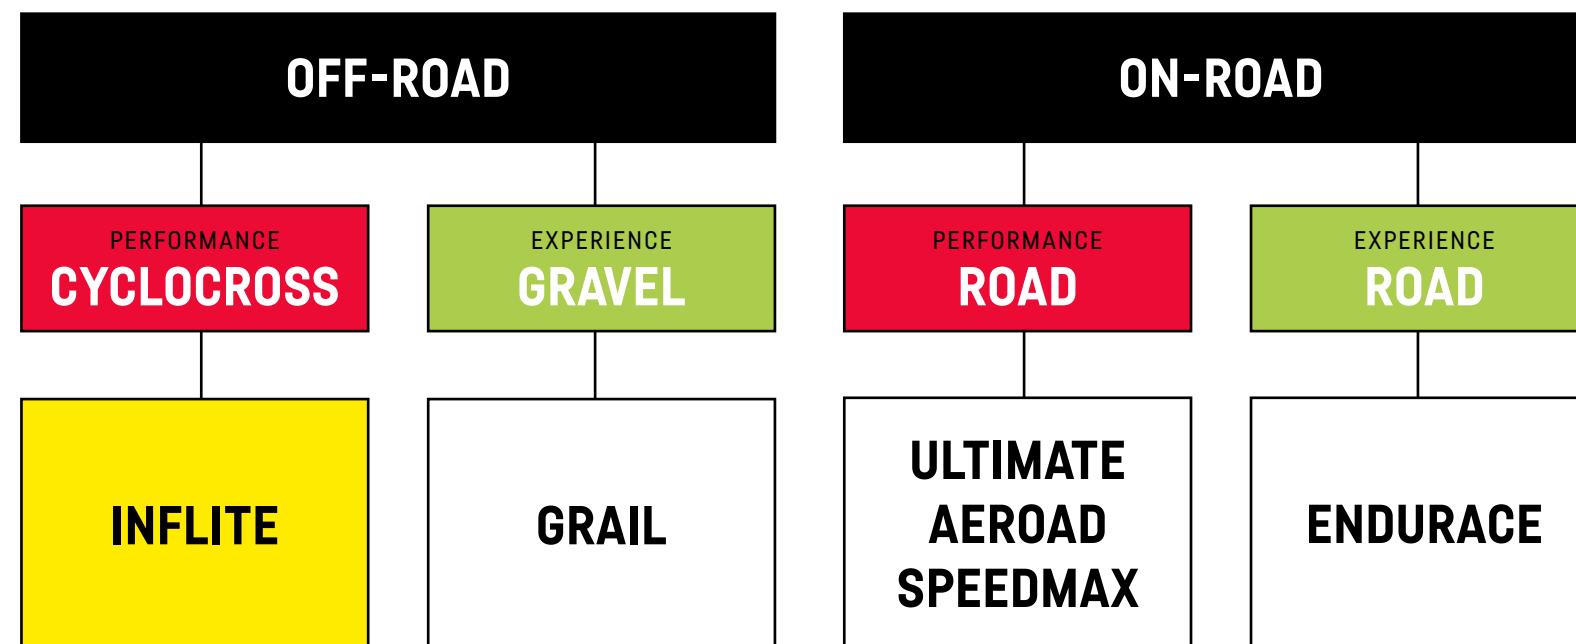 OFF-ROAD
ON-ROAD
PERFORMANCE
CYCLOCROSS
EXPERIENCE
GRAVEL
PERFORMANCE
ROAD
EXPERIENCE
ROAD
INFLITE
GRAIL
ULTIMATE
AEROAD
SPEEDMAX
ENDURACE